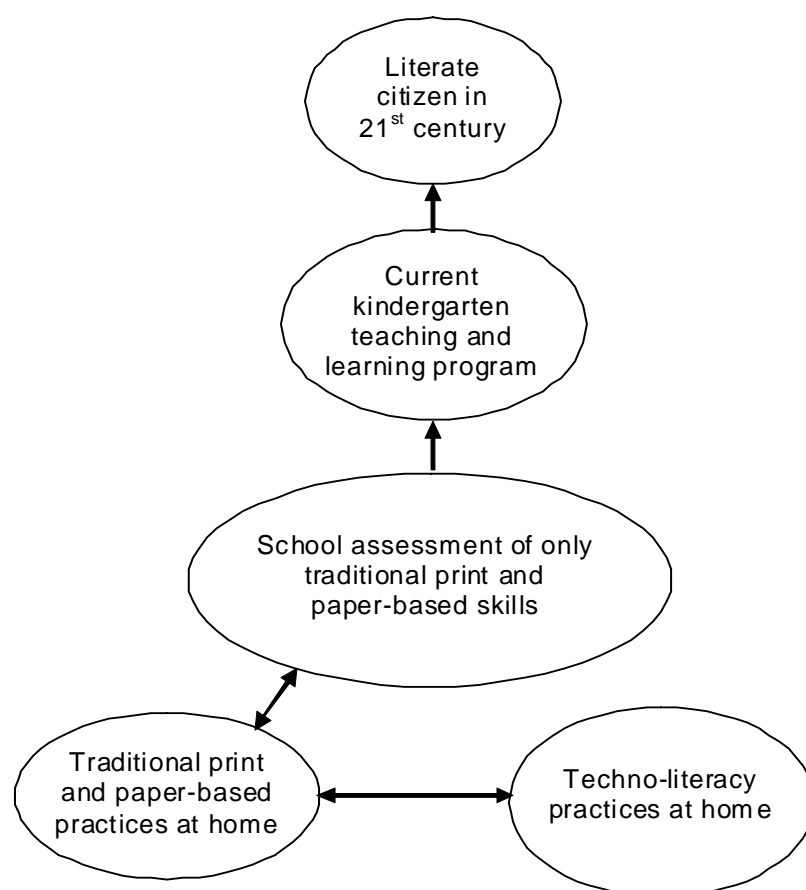 Literate
citizen in
21st century
Current
kindergarten
teaching and
learning program
School assessment of only
traditional print and
paper-based skills
Traditional print
and paper-based
practices at home
Techno-literacy
practices at home